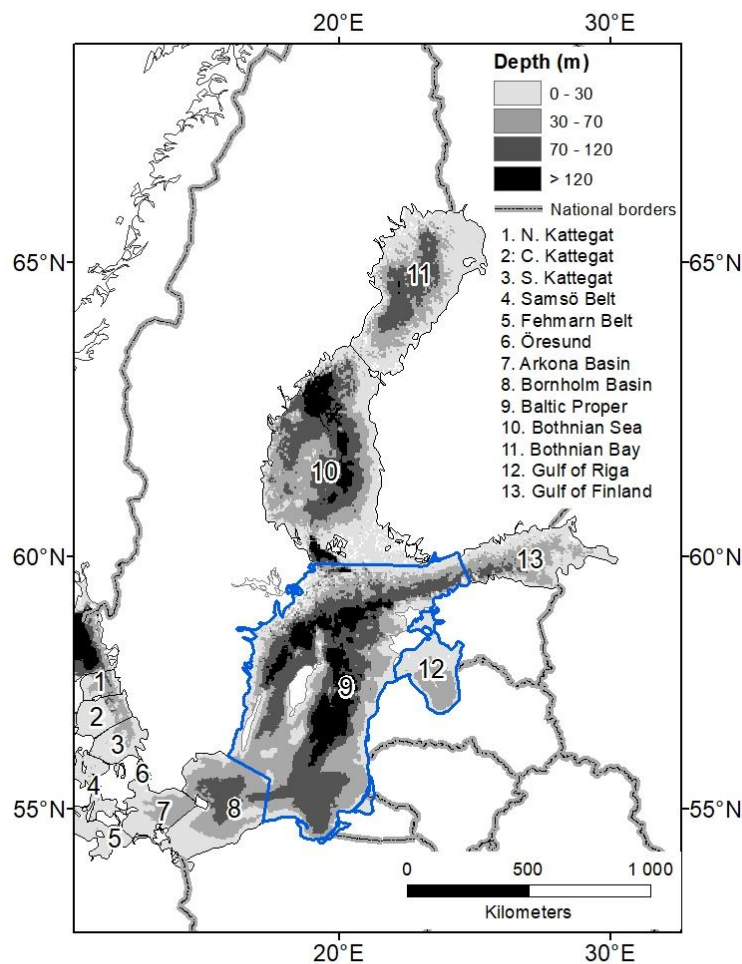 20°E 30°E
Depth (m)
0 - 30
30 - 70
70 - 120
> 120
National borders
1. N. Kattegat
2: C. Kattegat
3. S. Kattegat
4. Samsö Belt
5. Fehmarn Belt
6. Öresund
7. Arkona Basin
8. Bornholm Basin
9. Baltic Proper
10. Bothnian Sea
11. Bothnian Bay
12. Gulf of Riga
13. Gulf of Finland
65°N 65°N
11
10
60°N 60°N
13
12
9
1
2
3
6
4
55°N 55°N
7
8
5
0 500 1 000
Kilometers
20°E 30°E